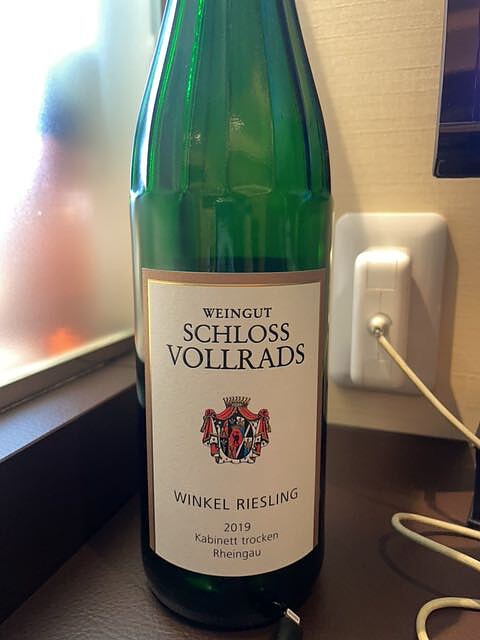 WEINGUT
SCHLOSS
VOLLRADS
WINKEL RIESLING
2019
Kabinett trocken
Rheingau